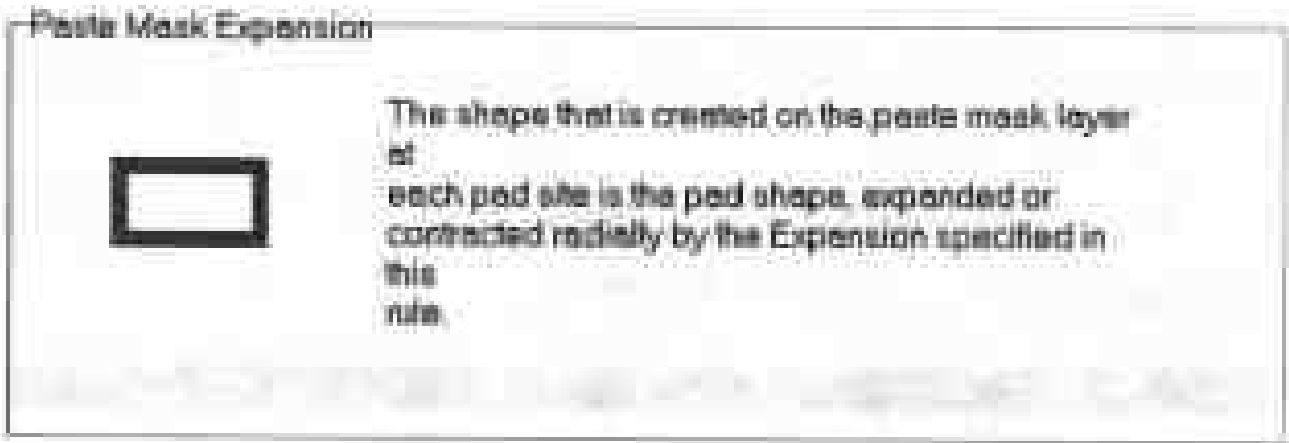 Paste Mask Expansion
The shape that is created on the paste mask layer
at
each pad site is the pad shape, expanded or
contracted radially by the Expansion specified in
this
rule.